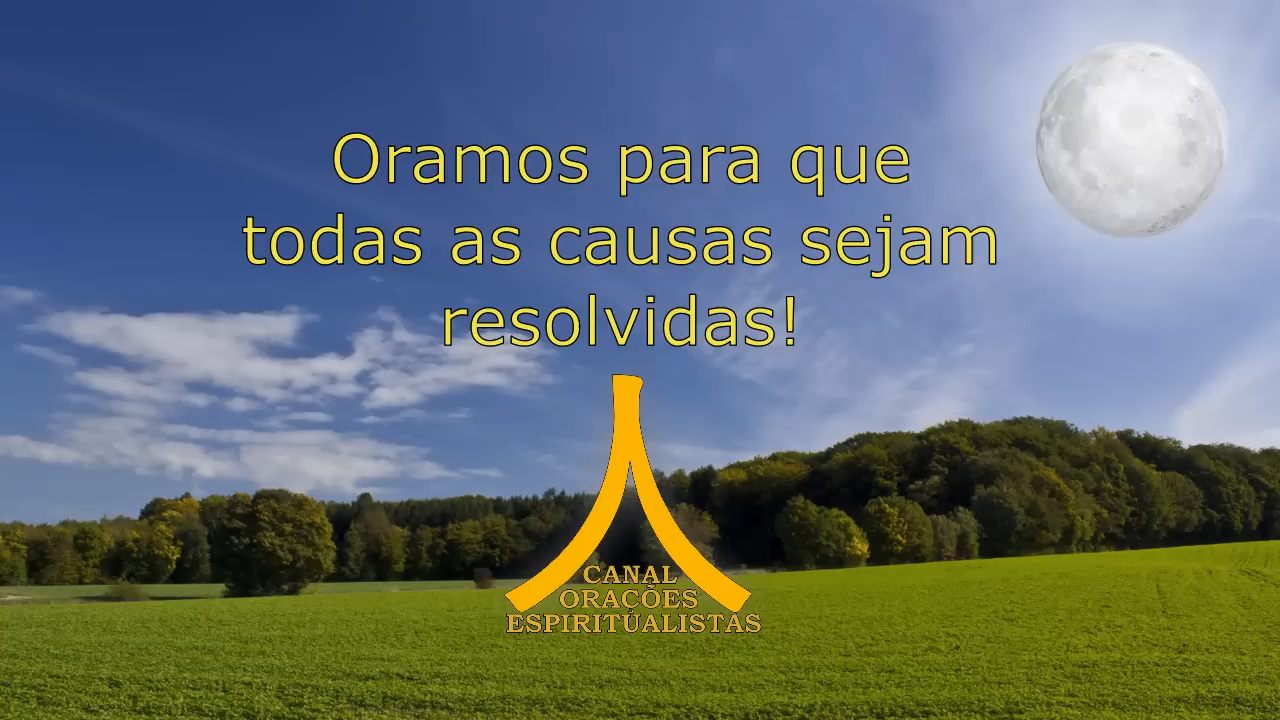 Oramos para que
todas as causas sejam
resolvidas!
CANAL
ORAÇÕES
ESPIRITUALISTAS